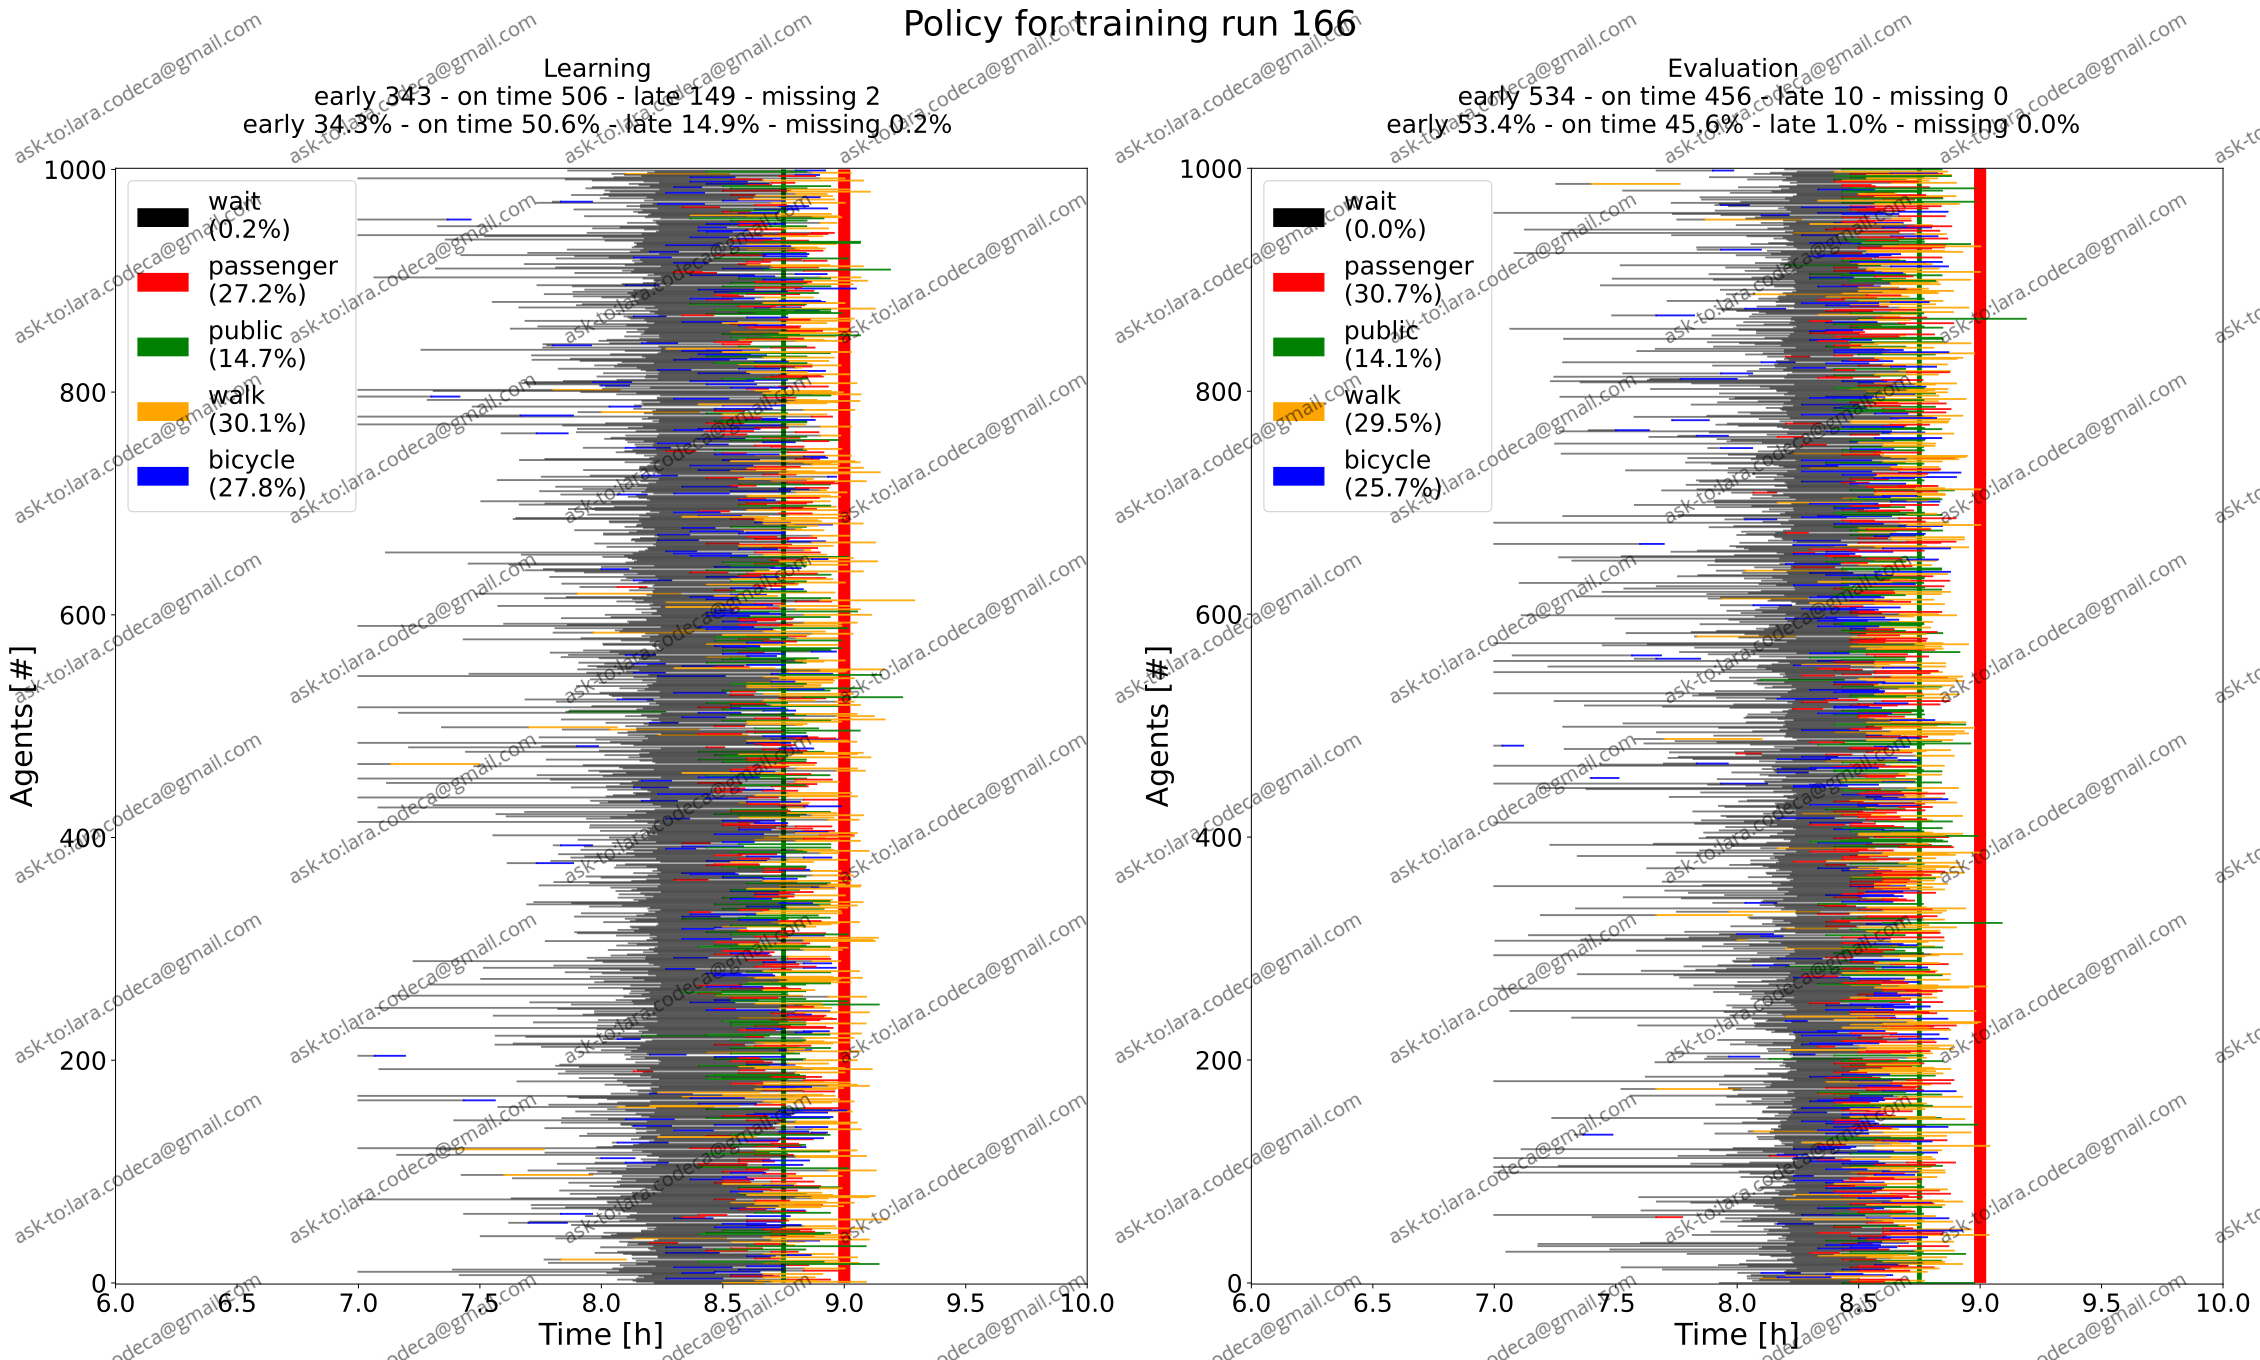 Policy for training run 166
Learning
early 343 - on time 506 - late 149 - missing 2
early 34.3% - on time 50.6% - late 14.9% - missing 0.2%
1000
800
600
400
200
0
Agents [#]
wait
(0.2%)
passenger
(27.2%)
public
(14.7%)
walk
(30.1%)
bicycle
(27.8%)
6.0 6.5 7.0 7.5 8.0 8.5 9.0 9.5 10.0
Time [h]
Evaluation
early 534 - on time 456 - late 10 - missing 0
early 53.4% - on time 45.6% - late 1.0% - missing 0.0%
1000
800
600
400
200
0
Agents [#]
wait
(0.0%)
passenger
(30.7%)
public
(14.1%)
walk
(29.5%)
bicycle
(25.7%)
6.0 6.5 7.0 7.5 8.0 8.5 9.0 9.5 10.0
Time [h]
ask-to:lara.codeca@gmail.com